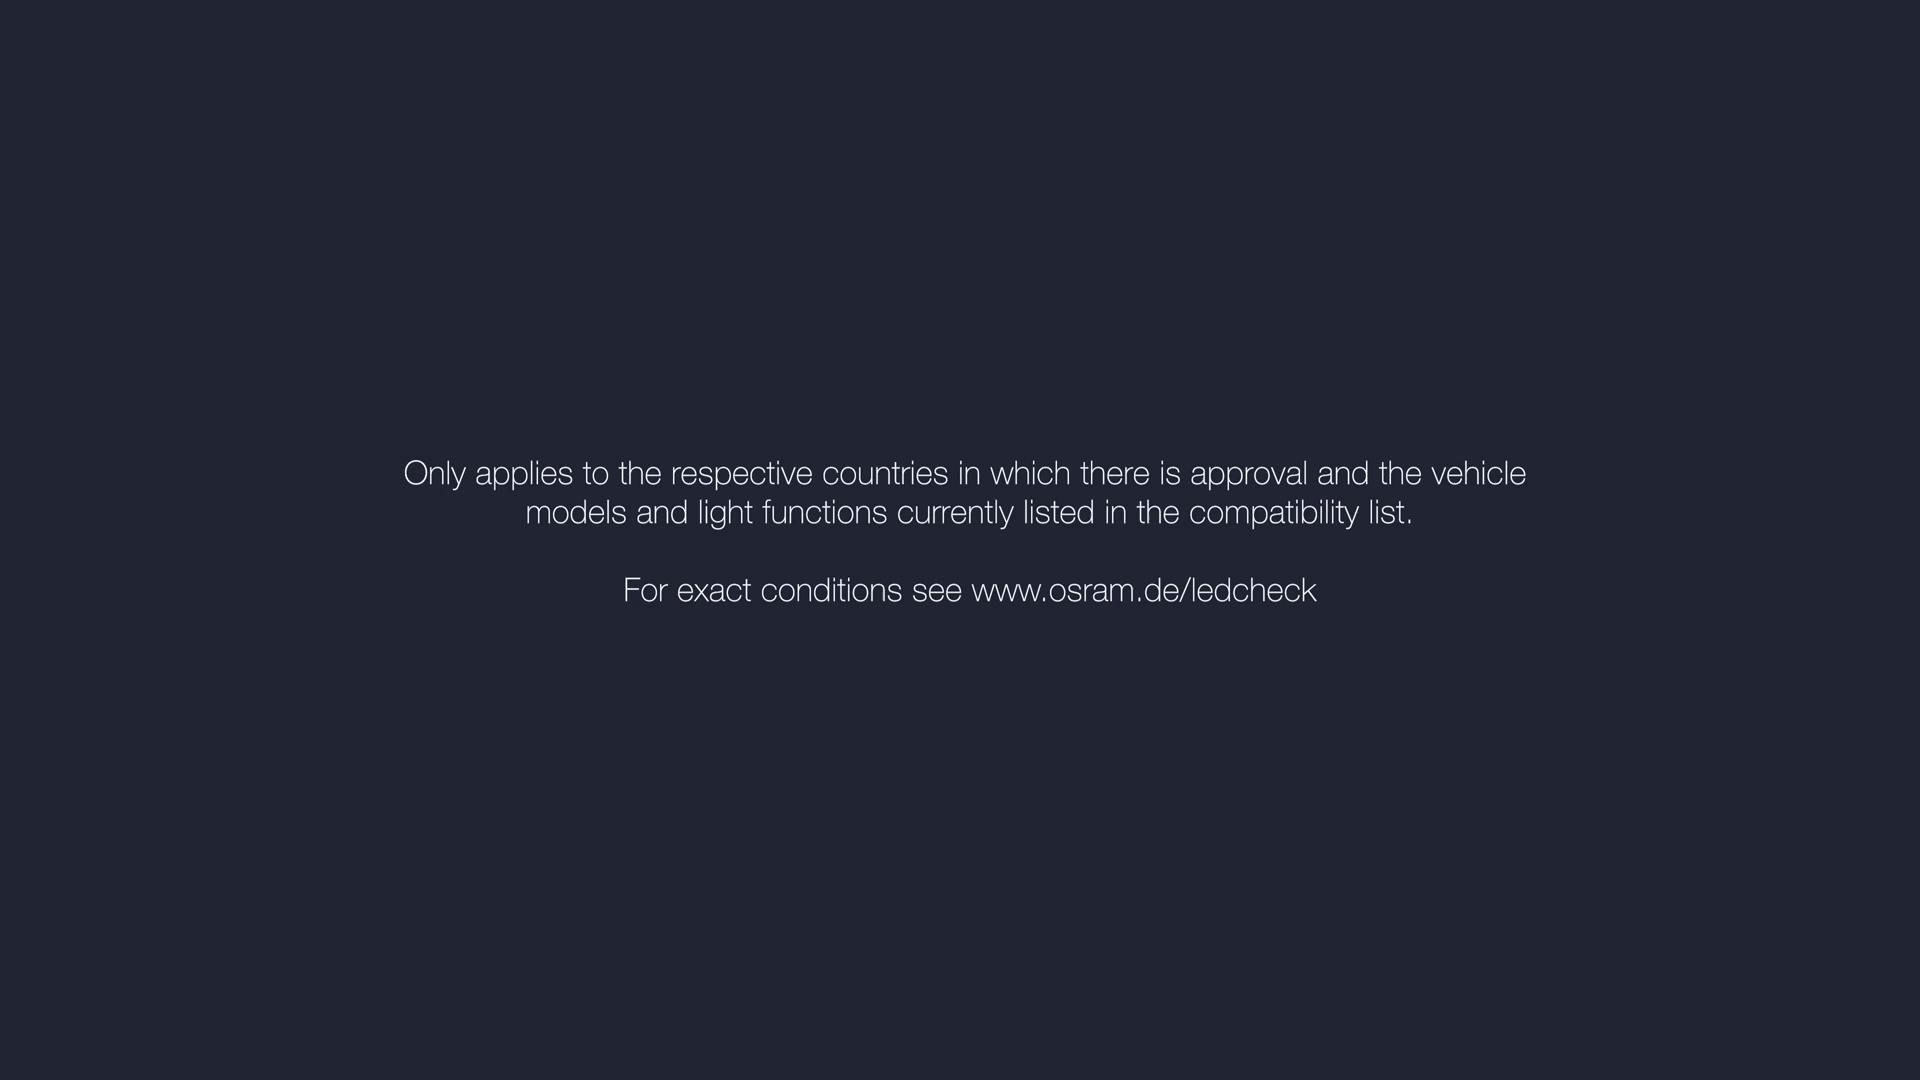 Only applies to the respective countries in which there is approval and the vehicle
models and light functions currently listed in the compatibility list.
For exact conditions see www.osram.de/ledcheck